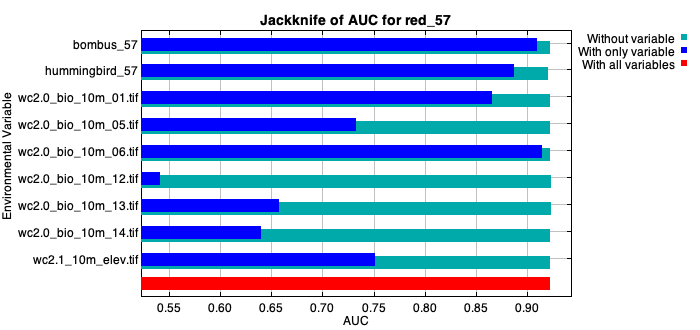 Jackknife of AUC for red_57
Without variable
With only variable
With all variables
Environmental Variable
bombus_57
hummingbird_57
wc2.0_bio_10m_01.tif
wc2.0_bio_10m_05.tif
wc2.0_bio_10m_06.tif
wc2.0_bio_10m_12.tif
wc2.0_bio_10m_13.tif
wc2.0_bio_10m_14.tif
wc2.1_10m_elev.tif
0.55 0.60 0.65 0.70 0.75 0.80 0.85 0.90
AUC